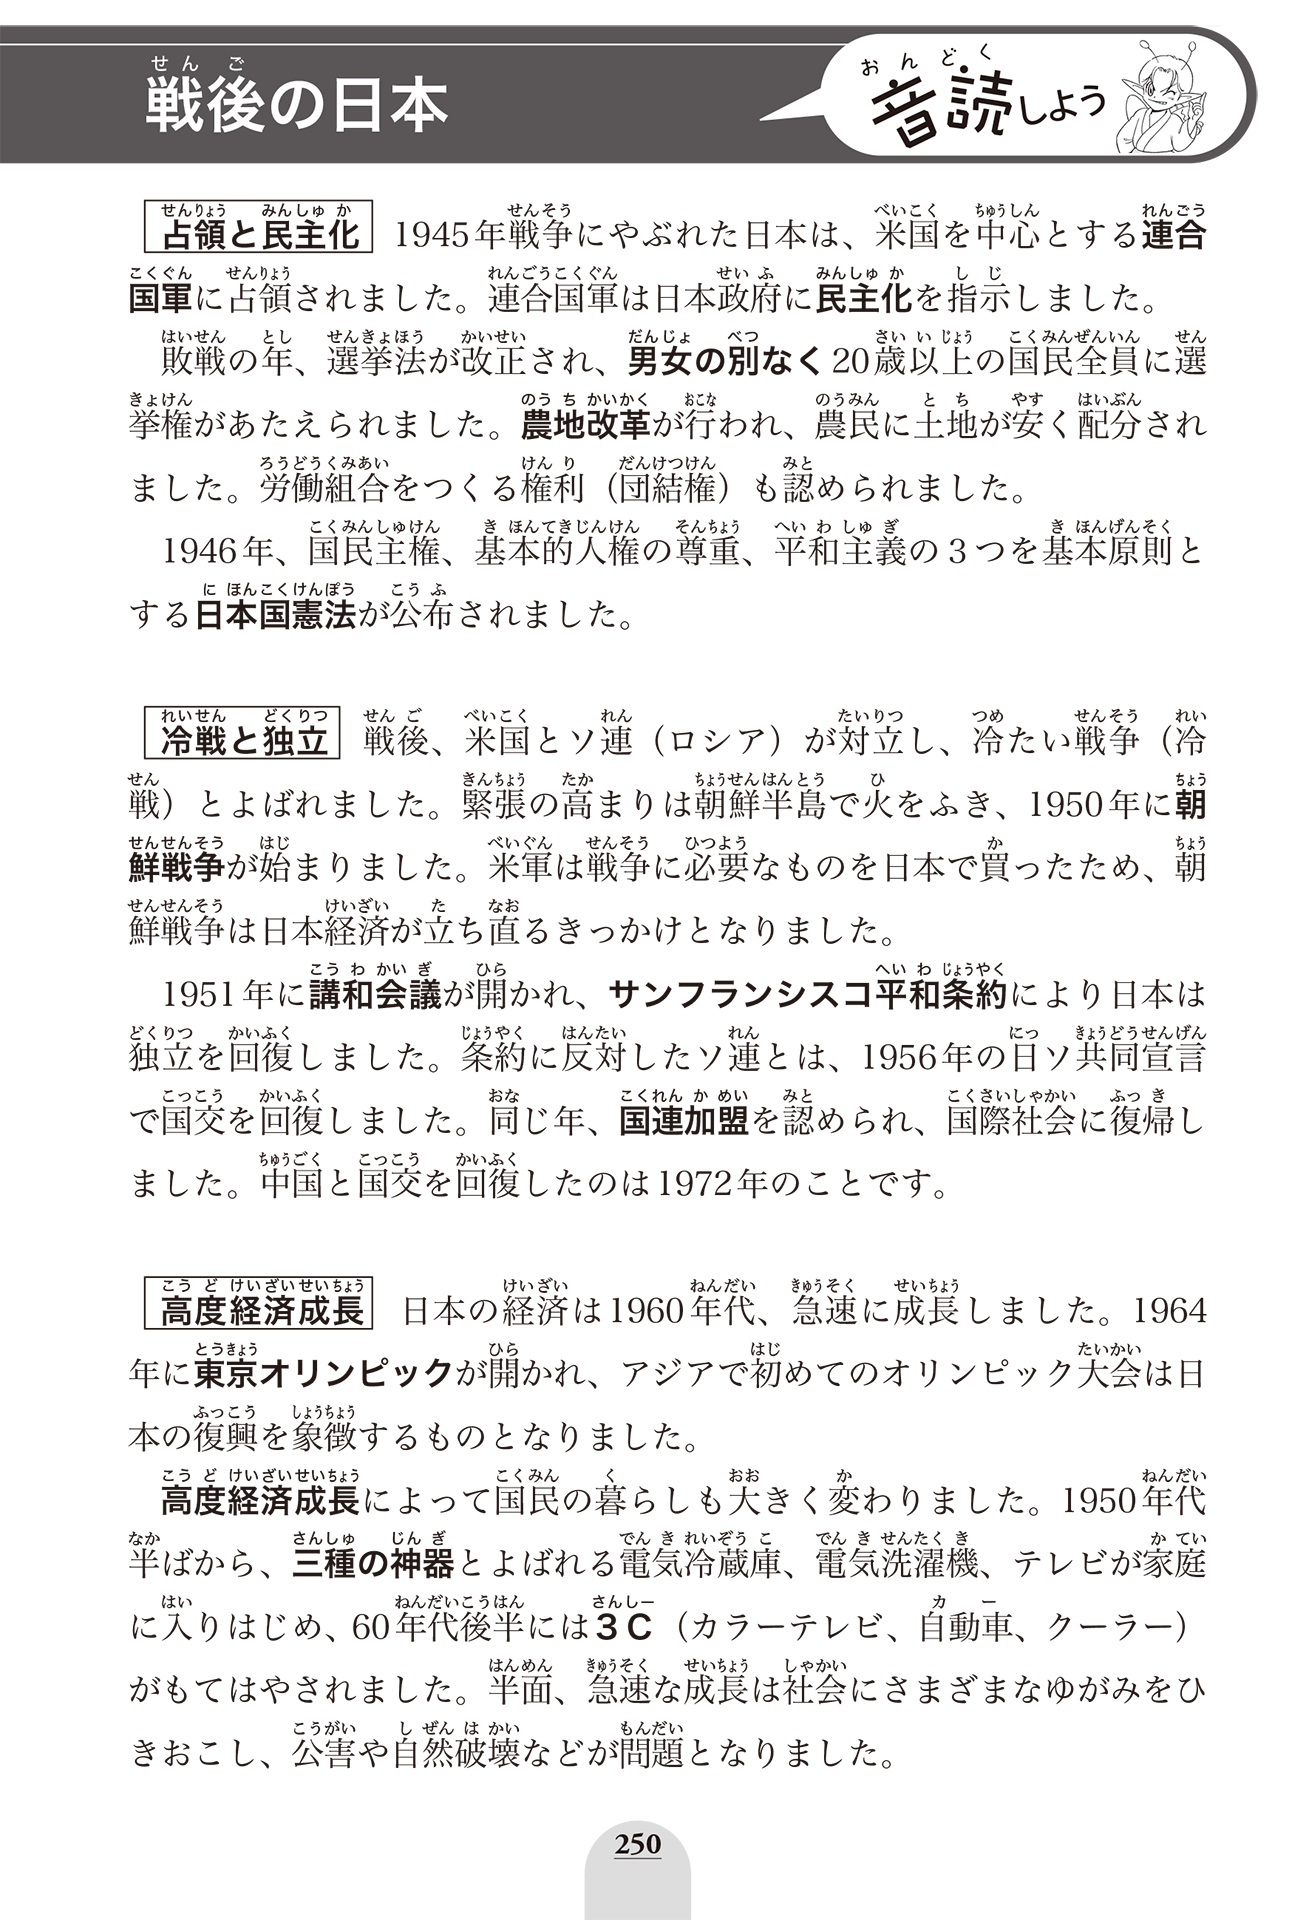 戦後の日本
音読しよう
占領と民主化 1945年戦争にやぶれた日本は、米国を中心とする連合
国軍に占領されました。連合国軍は日本政府に民主化を指示しました。
敗戦の年、選挙法が改正され、男女の別なく20歳以上の国民全員に選
挙権があたえられました。農地改革が行われ、農民に土地が安く配分され
ました。労働組合をつくる権利（団結権）も認められました。
1946年、国民主権、基本的人権の尊重、平和主義の３つを基本原則と
する日本国憲法が公布されました。
冷戦と独立 戦後、米国とソ連（ロシア）が対立し、冷たい戦争（冷
戦）とよばれました。緊張の高まりは朝鮮半島で火をふき、1950年に朝
鮮戦争が始まりました。米軍は戦争に必要なものを日本で買ったため、朝
鮮戦争は日本経済が立ち直るきっかけとなりました。
1951年に講和会議が開かれ、サンフランシスコ平和条約により日本は
独立を回復しました。条約に反対したソ連とは、1956年の日ソ共同宣言
で国交を回復しました。同じ年、国連加盟を認められ、国際社会に復帰し
ました。中国と国交を回復したのは1972年のことです。
高度経済成長 日本の経済は1960年代、急速に成長しました。1964
年に東京オリンピックが開かれ、アジアで初めてのオリンピック大会は日
本の復興を象徴するものとなりました。
高度経済成長によって国民の暮らしも大きく変わりました。1950年代
半ばから、三種の神器とよばれる電気冷蔵庫、電気洗濯機、テレビが家庭
に入りはじめ、60年代後半には３Ｃ（カラーテレビ、自動車、クーラー）
がもてはやされました。半面、急速な成長は社会にさまざまなゆがみをひ
きおこし、公害や自然破壊などが問題となりました。
250